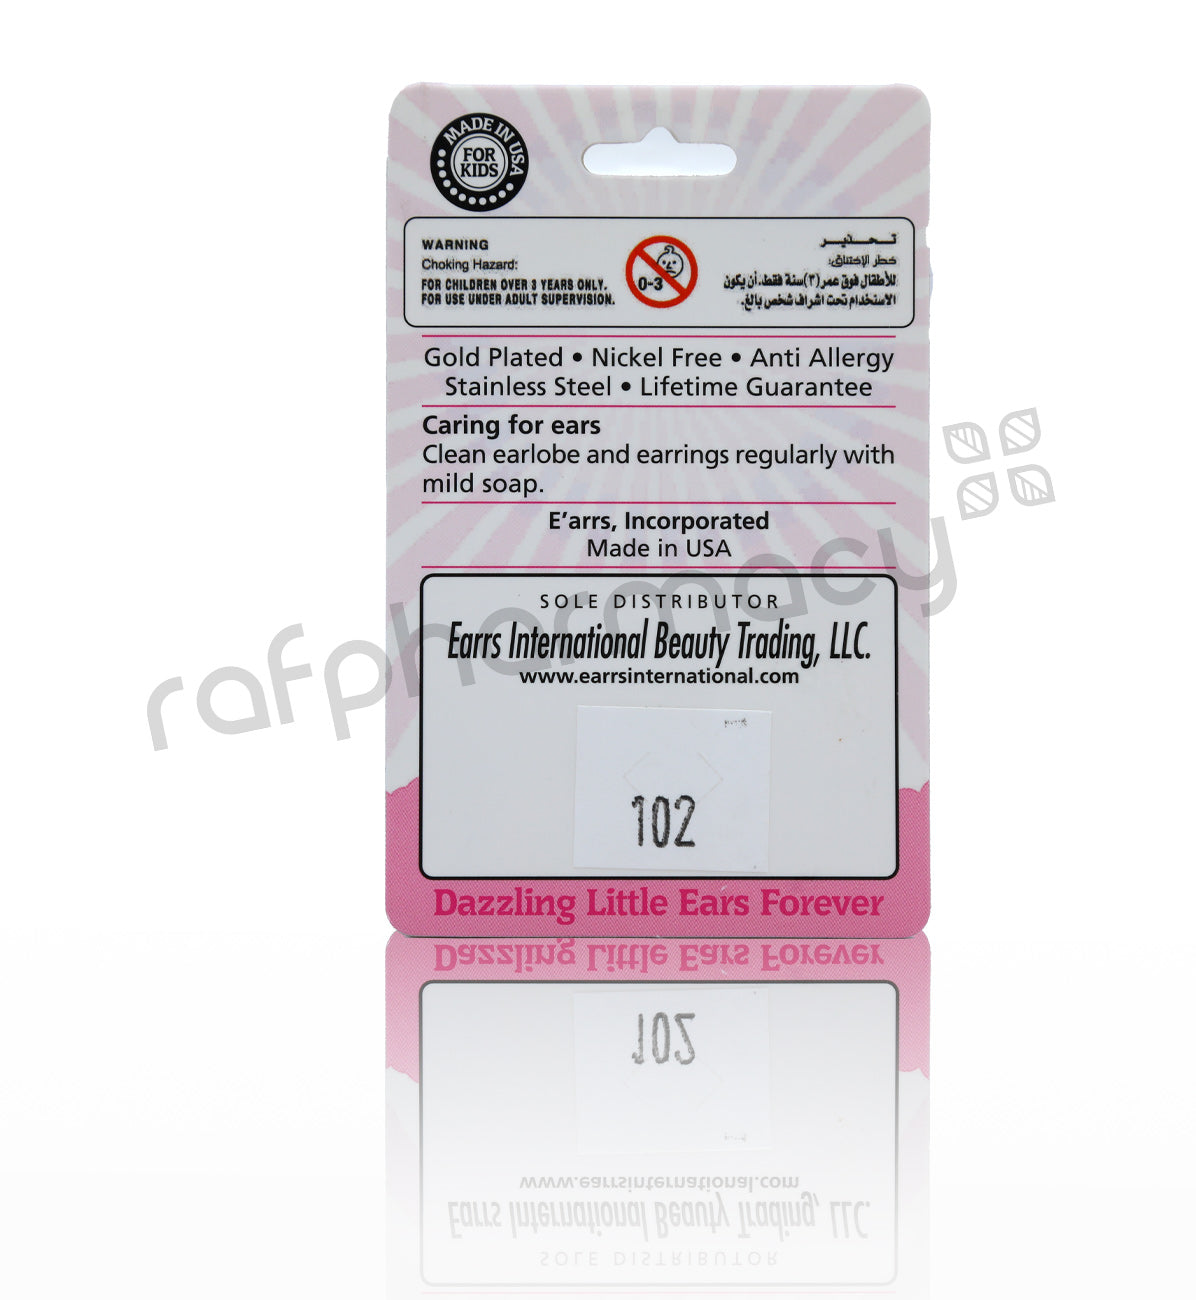 MADE IN USA
FOR
KIDS
WARNING
Choking Hazard:
FOR CHILDREN OVER 3 YEARS ONLY.
FOR USE UNDER ADULT SUPERVISION.
0-3
تـحــذيــر
خطر الإختناق:
للأطفال فوق عمر (٣) سنة فقط، أن يكون
الاستخدام تحت اشراف شخص بالغ.
Gold Plated • Nickel Free • Anti Allergy
Stainless Steel • Lifetime Guarantee
Caring for ears
Clean earlobe and earrings regularly with
mild soap.
E’arrs, Incorporated
Made in USA
rafpharmacy
SOLE DISTRIBUTOR
Earrs International Beauty Trading, LLC.
www.earrsinternational.com
102
Dazzling Little Ears Forever